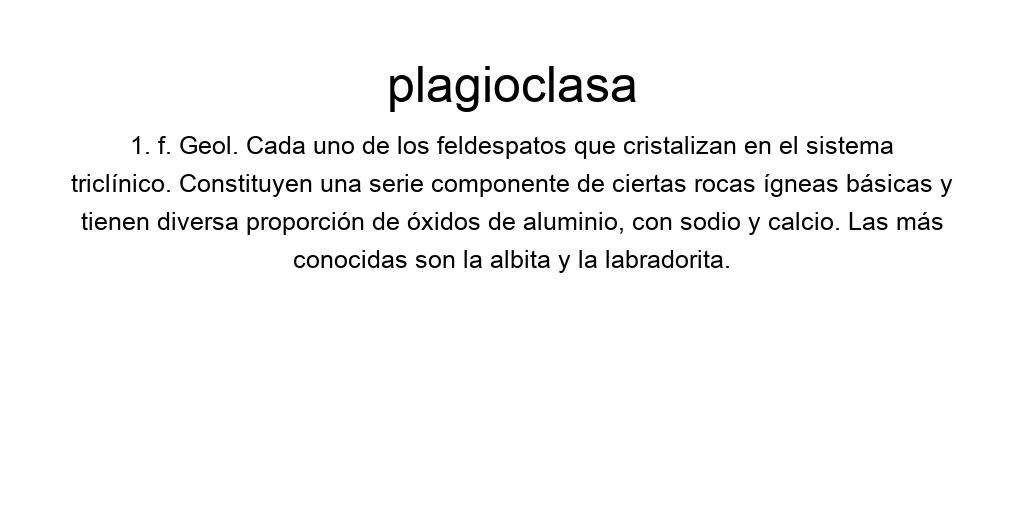 plagioclasa
1. f. Geol. Cada uno de los feldespatos que cristalizan en el sistema
triclínico. Constituyen una serie componente de ciertas rocas ígneas básicas y
tienen diversa proporción de óxidos de aluminio, con sodio y calcio. Las más
conocidas son la albita y la labradorita.